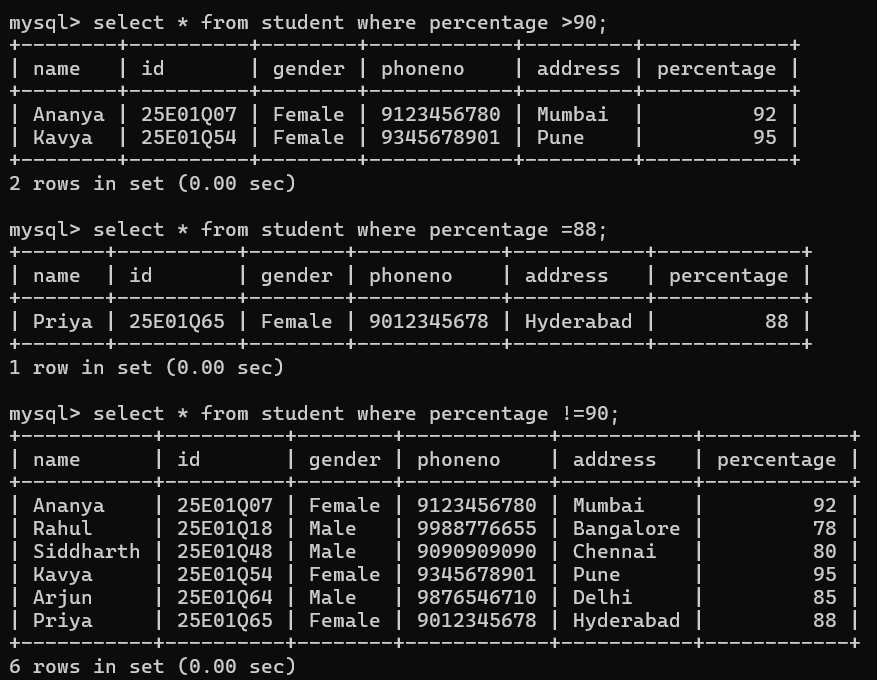 mysql> select * from student where percentage >90;
+--------+----------+--------+------------+---------+------------+
| name   | id       | gender | phoneno    | address | percentage |
+--------+----------+--------+------------+---------+------------+
| Ananya | 25E01Q07 | Female | 9123456780 | Mumbai  |         92 |
| Kavya  | 25E01Q54 | Female | 9345678901 | Pune    |         95 |
+--------+----------+--------+------------+---------+------------+
2 rows in set (0.00 sec)

mysql> select * from student where percentage =88;
+-------+----------+--------+------------+-----------+------------+
| name  | id       | gender | phoneno    | address   | percentage |
+-------+----------+--------+------------+-----------+------------+
| Priya | 25E01Q65 | Female | 9012345678 | Hyderabad |         88 |
+-------+----------+--------+------------+-----------+------------+
1 row in set (0.00 sec)

mysql> select * from student where percentage !=90;
+-----------+----------+--------+------------+-----------+------------+
| name      | id       | gender | phoneno    | address   | percentage |
+-----------+----------+--------+------------+-----------+------------+
| Ananya    | 25E01Q07 | Female | 9123456780 | Mumbai    |         92 |
| Rahul     | 25E01Q18 | Male   | 9988776655 | Bangalore |         78 |
| Siddharth | 25E01Q48 | Male   | 9090909090 | Chennai   |         80 |
| Kavya     | 25E01Q54 | Female | 9345678901 | Pune      |         95 |
| Arjun     | 25E01Q64 | Male   | 9876546710 | Delhi     |         85 |
| Priya     | 25E01Q65 | Female | 9012345678 | Hyderabad |         88 |
+-----------+----------+--------+------------+-----------+------------+
6 rows in set (0.00 sec)